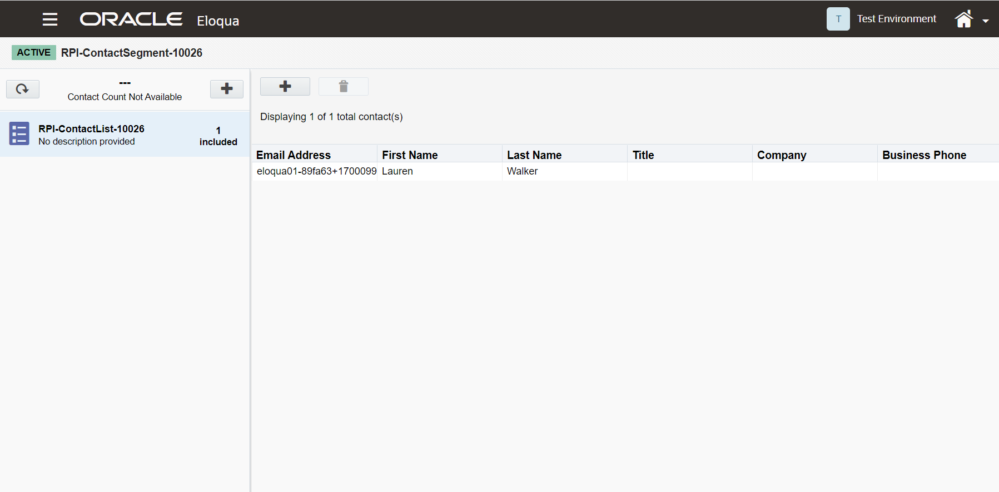 ORACLE Eloqua
T Test Environment
ACTIVE RPI-ContactSegment-10026
---
Contact Count Not Available
RPI-ContactList-10026
No description provided
1
included
Displaying 1 of 1 total contact(s)
Email Address First Name Last Name Title Company Business Phone
eloqua01-89fa63+1700099 Lauren Walker